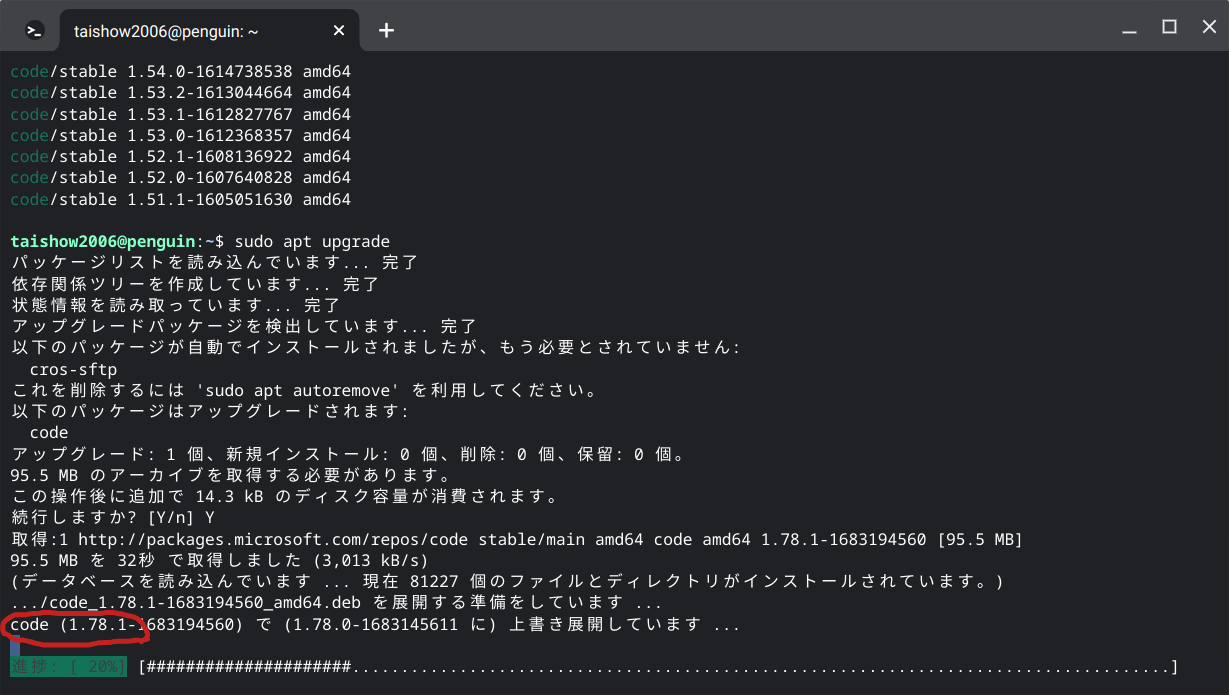 taishow2006@penguin: ~
code/stable 1.54.0-1614738538 amd64
code/stable 1.53.2-1613044664 amd64
code/stable 1.53.1-1612827767 amd64
code/stable 1.53.0-1612368357 amd64
code/stable 1.52.1-1608136922 amd64
code/stable 1.52.0-1607640828 amd64
code/stable 1.51.1-1605051630 amd64
taishow2006@penguin:~$ sudo apt upgrade
パッケージリストを読み込んでいます... 完了
依存関係ツリーを作成しています... 完了
状態情報を読み取っています... 完了
アップグレードパッケージを検出しています... 完了
以下のパッケージが自動でインストールされましたが、もう必要とされていません:
  cros-sftp
これを削除するには 'sudo apt autoremove' を利用してください。
以下のパッケージはアップグレードされます:
  code
アップグレード: 1 個、新規インストール: 0 個、削除: 0 個、保留: 0 個。
95.5 MB のアーカイブを取得する必要があります。
この操作後に追加で 14.3 kB のディスク容量が消費されます。
続行しますか? [Y/n] Y
取得:1 http://packages.microsoft.com/repos/code stable/main amd64 code amd64 1.78.1-1683194560 [95.5 MB]
95.5 MB を 32秒 で取得しました (3,013 kB/s)
(データベースを読み込んでいます ... 現在 81227 個のファイルとディレクトリがインストールされています。)
.../code_1.78.1-1683194560_amd64.deb を展開する準備をしています ...
code (1.78.1-1683194560) で (1.78.0-1683145611 に) 上書き展開しています ...
進捗: [ 20%] [#####################....................................................................................]